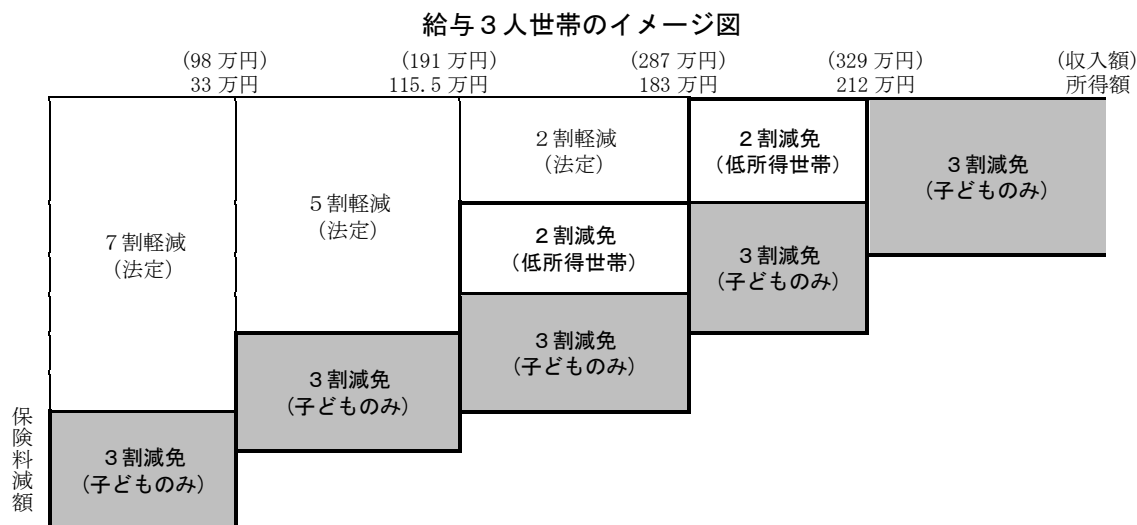 給与３人世帯のイメージ図
(98 万円) (191 万円) (287 万円) (329 万円) (収入額)
33 万円 115.5 万円 183 万円 212 万円 所得額
７割軽減
(法定)
３割減免
(子どものみ)
５割軽減
(法定)
３割減免
(子どものみ)
２割軽減
(法定)
２割減免
(低所得世帯)
３割減免
(子どものみ)
２割減免
(低所得世帯)
３割減免
(子どものみ)
３割減免
(子どものみ)
保険料減額